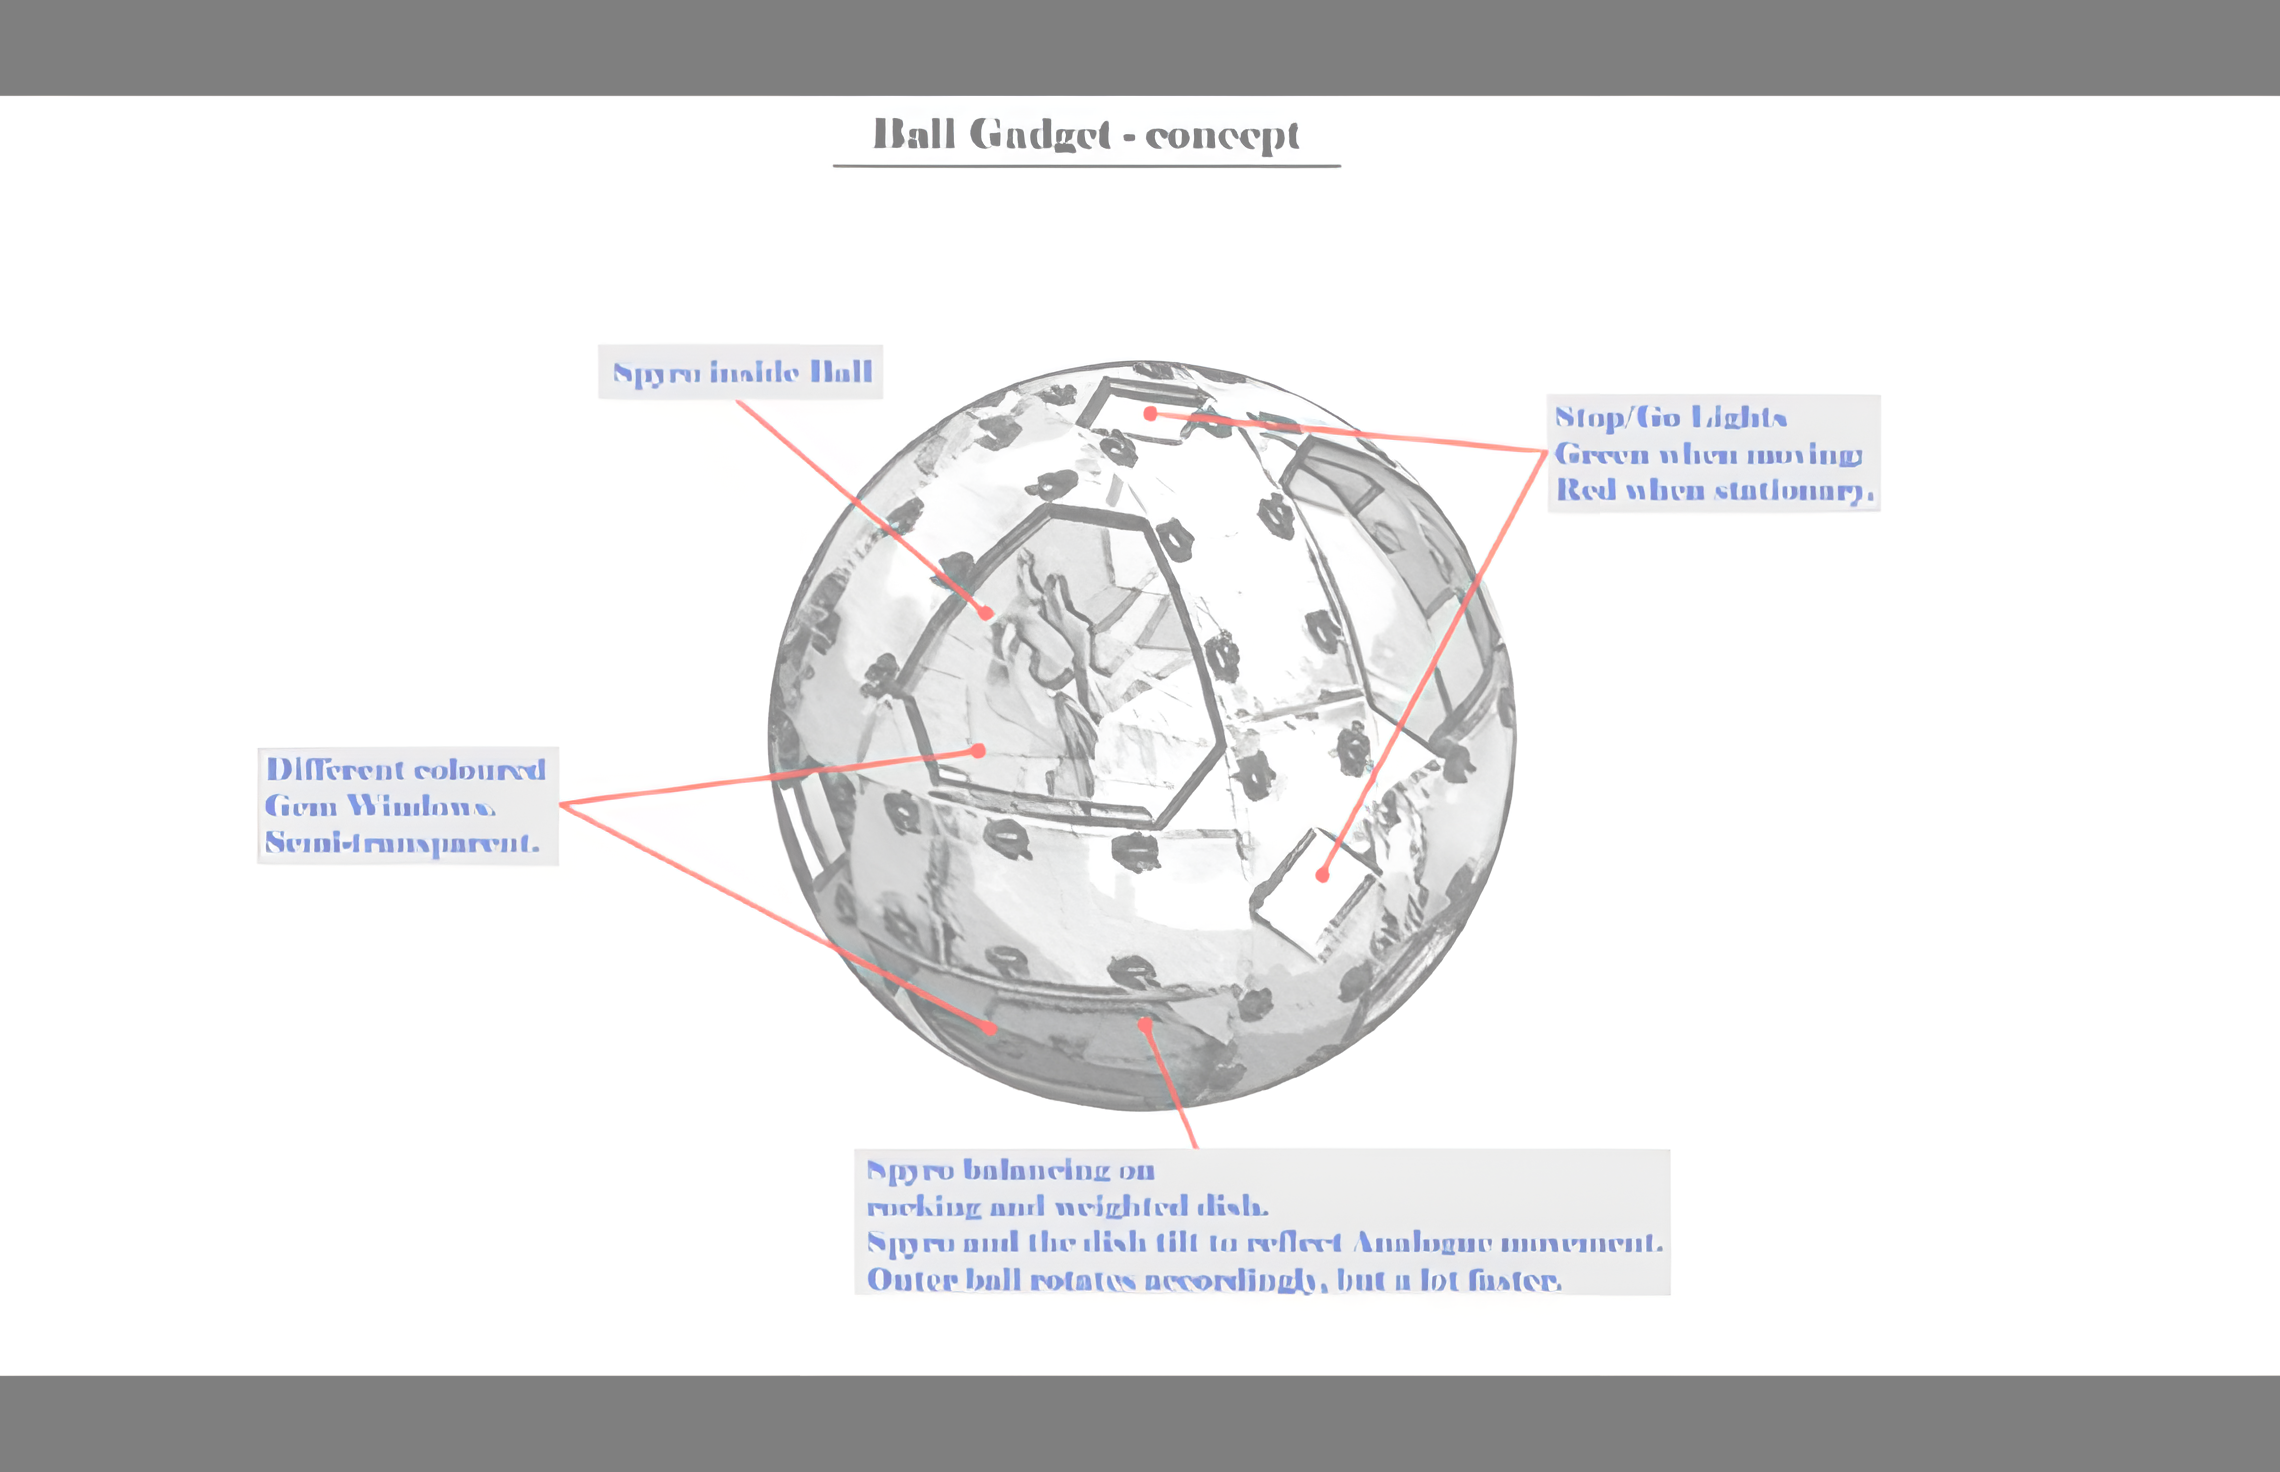 Ball Gadget - concept
Spyro inside Ball
Stop/Go Lights
Green when moving
Red when stationary.
Different coloured
Gem Windows.
Semi-transparent.
Spyro balancing on
rocking and weighted dish.
Spyro and the dish tilt to reflect Analogue movement.
Outer ball rotates accordingly, but a lot faster.